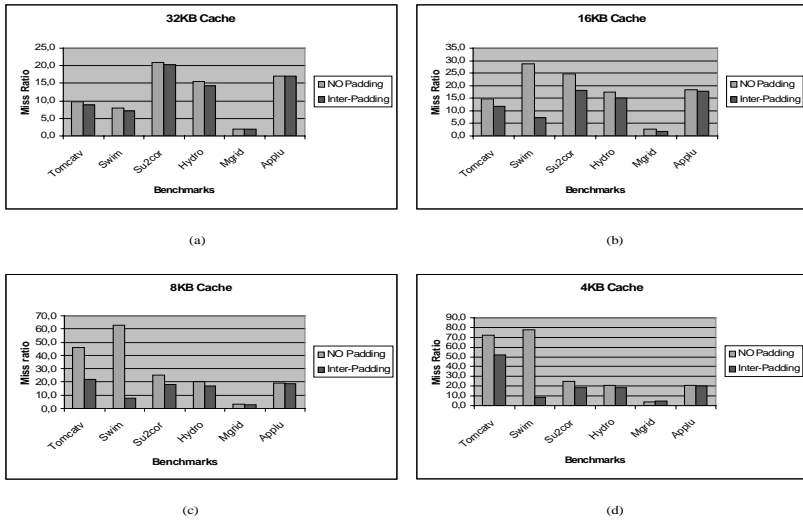 32KB Cache
25,0
20,0
15,0
10,0
5,0
0,0
Miss Ratio
Tomcatv
Swim
Su2cor
Hydro
Mgrid
Applu
Benchmarks
NO Padding
Inter-Padding
(a)
16KB Cache
35,0
30,0
25,0
20,0
15,0
10,0
5,0
0,0
Miss Ratio
Tomcatv
Swim
Su2cor
Hydro
Mgrid
Applu
Benchmarks
NO Padding
Inter-Padding
(b)
8KB Cache
70,0
60,0
50,0
40,0
30,0
20,0
10,0
0,0
Miss Ratio
Tomcatv
Swim
Su2cor
Hydro
Mgrid
Applu
Benchmarks
NO Padding
Inter-Padding
(c)
4KB Cache
90,0
80,0
70,0
60,0
50,0
40,0
30,0
20,0
10,0
0,0
Miss Ratio
Tomcatv
Swim
Su2cor
Hydro
Mgrid
Applu
Benchmarks
NO Padding
Inter-Padding
(d)